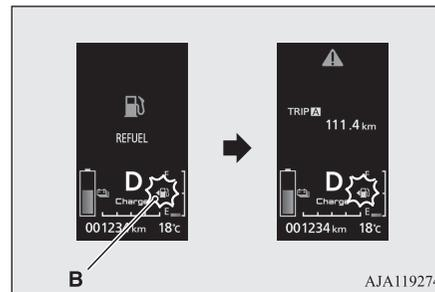 REFUEL
D
E
Charge
E
001234 km 18℃
TRIP A
111.4 km
D
E
Charge
E
001234 km 18℃
B
AJA119274